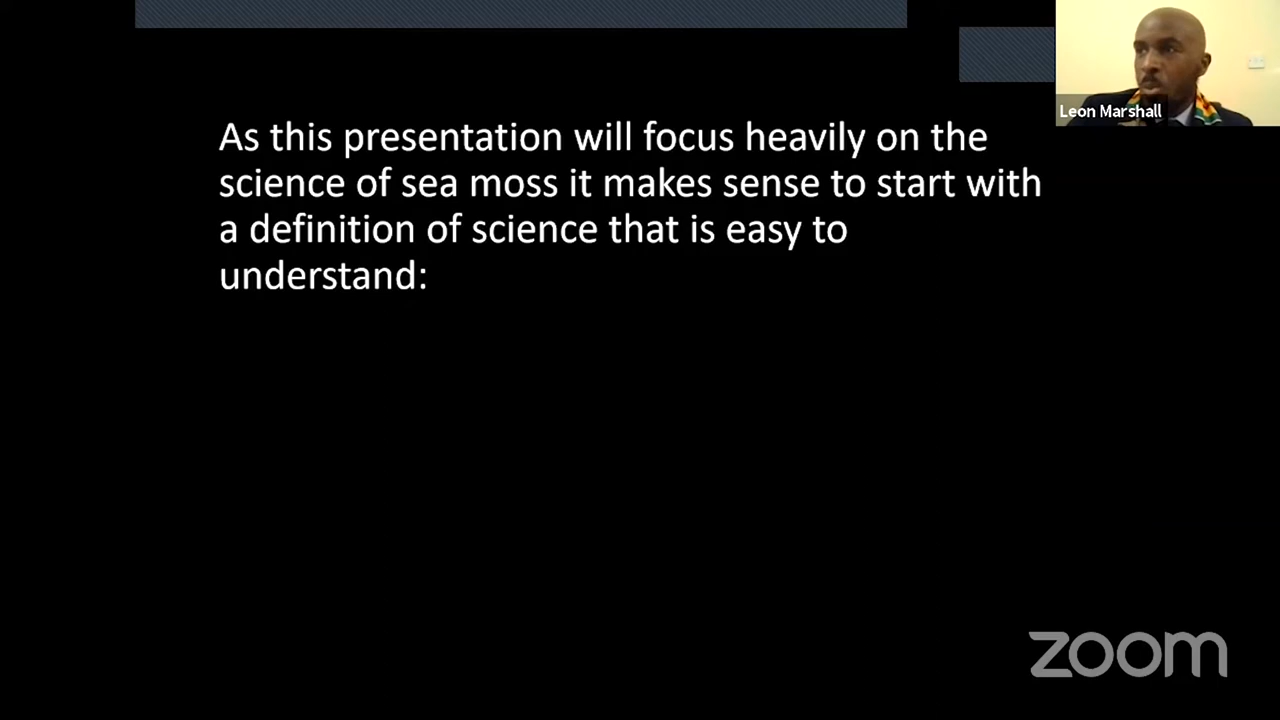 Leon Marshall
As this presentation will focus heavily on the
science of sea moss it makes sense to start with
a definition of science that is easy to
understand:
zoom